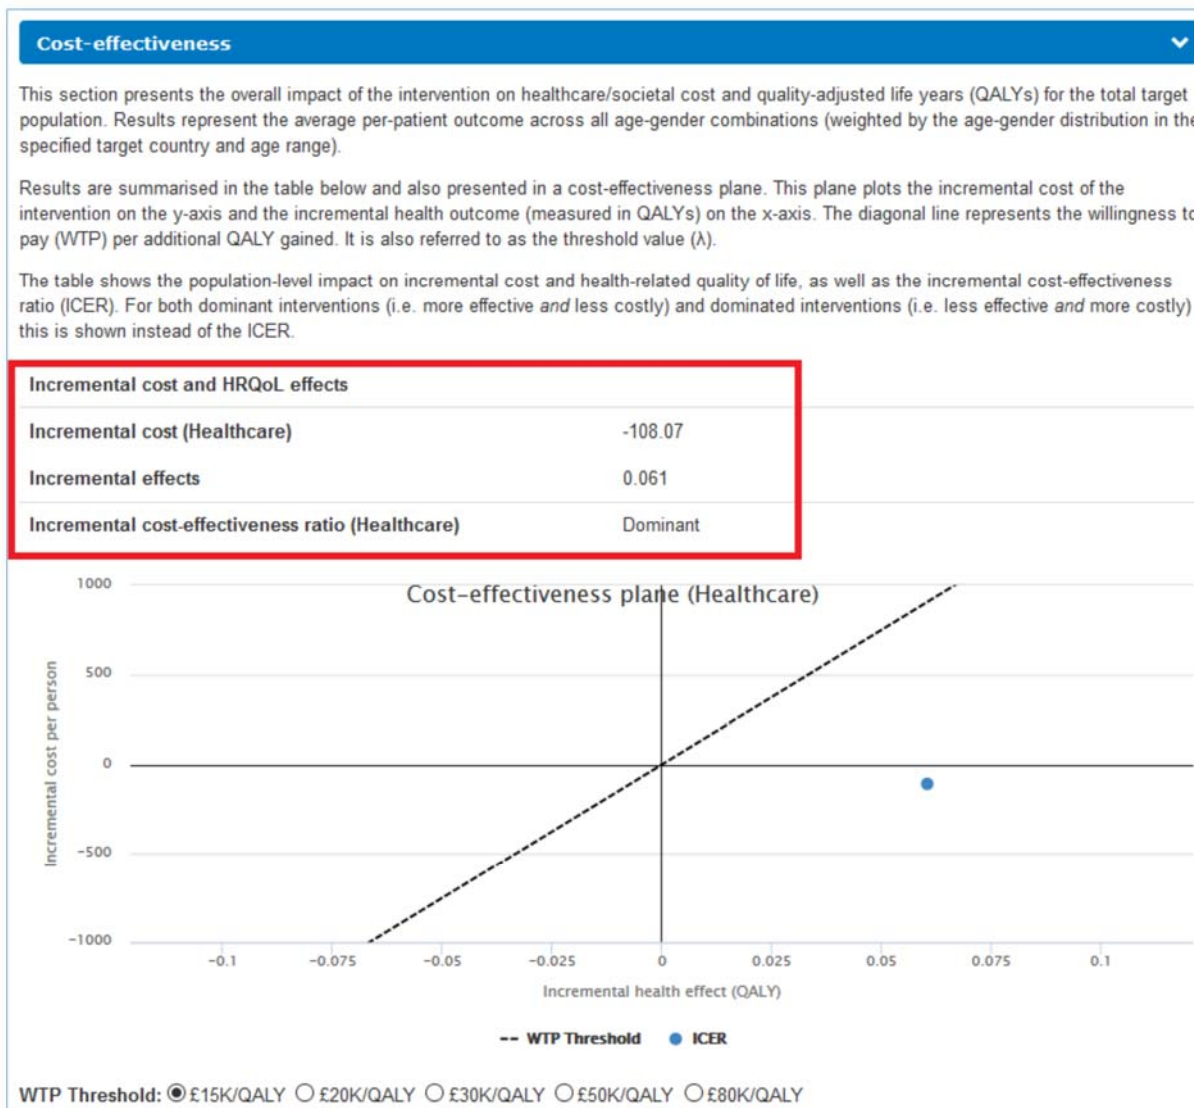 Cost-effectiveness
This section presents the overall impact of the intervention on healthcare/societal cost and quality-adjusted life years (QALYs) for the total target
population. Results represent the average per-patient outcome across all age-gender combinations (weighted by the age-gender distribution in the
specified target country and age range).
Results are summarised in the table below and also presented in a cost-effectiveness plane. This plane plots the incremental cost of the
intervention on the y-axis and the incremental health outcome (measured in QALYs) on the x-axis. The diagonal line represents the willingness to
pay (WTP) per additional QALY gained. It is also referred to as the threshold value (λ).
The table shows the population-level impact on incremental cost and health-related quality of life, as well as the incremental cost-effectiveness
ratio (ICER). For both dominant interventions (i.e. more effective and less costly) and dominated interventions (i.e. less effective and more costly)
this is shown instead of the ICER.
Incremental cost and HRQoL effects
Incremental cost (Healthcare) -108.07
Incremental effects 0.061
Incremental cost-effectiveness ratio (Healthcare) Dominant
Cost-effectiveness plane (Healthcare)
Incremental cost per person
1000
500
0
-500
-1000
-0.1 -0.075 -0.05 -0.025 0 0.025 0.05 0.075 0.1
Incremental health effect (QALY)
-- WTP Threshold ICER
WTP Threshold: £15K/QALY £20K/QALY £30K/QALY £50K/QALY £80K/QALY